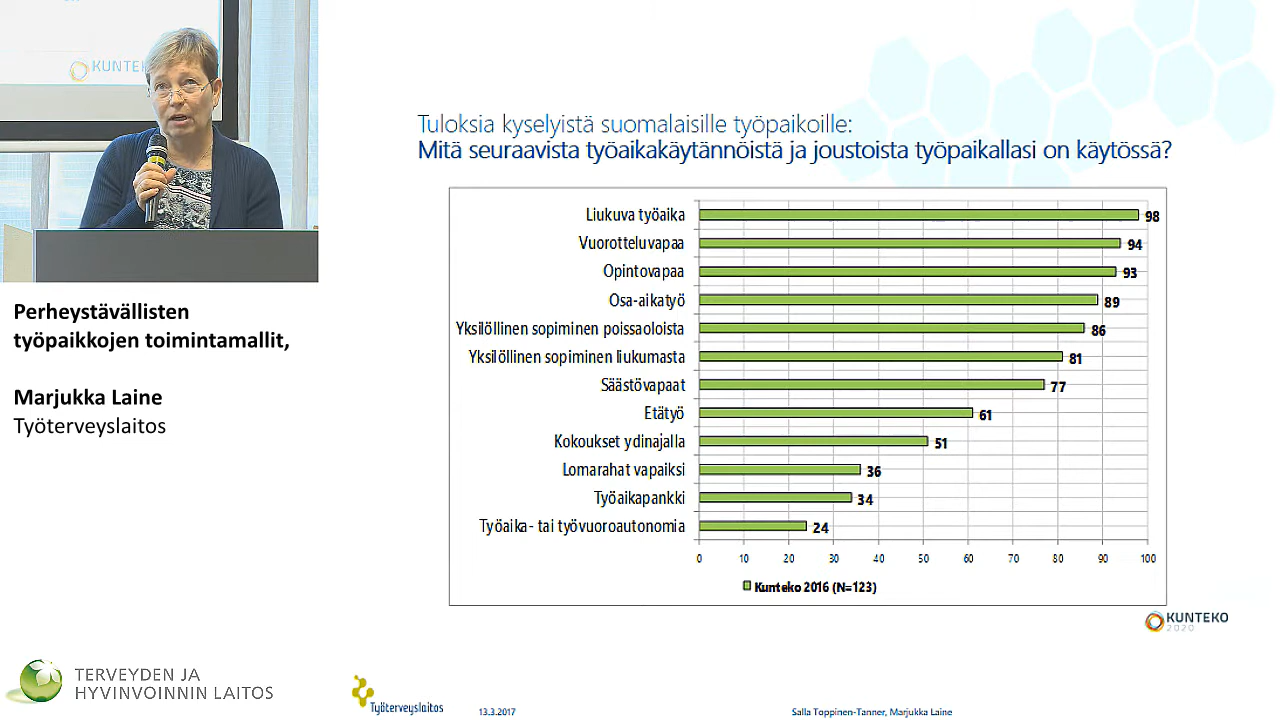 KUNTEK
Perheystävällisten
työpaikkojen toimintamallit,
Marjukka Laine
Työterveyslaitos
TERVEYDEN JA
HYVINVOINNIN LAITOS
Tuloksia kyselyistä suomalaisille työpaikoille:
Mitä seuraavista työaikakäytännöistä ja joustoista työpaikallasi on käytössä?
Liukuva työaika 98
Vuorotteluvapaa 94
Opintovapaa 93
Osa-aikatyö 89
Yksilöllinen sopiminen poissaoloista 86
Yksilöllinen sopiminen liukumasta 81
Säästövapaat 77
Etätyö 61
Kokoukset ydinajalla 51
Lomarahat vapaiksi 36
Työaikapankki 34
Työaika- tai työvuoroautonomia 24
0 10 20 30 40 50 60 70 80 90 100
Kunteko 2016 (N=123)
KUNTEKO
2020
Työterveyslaitos
13.3.2017
Salla Toppinen-Tanner, Marjukka Laine